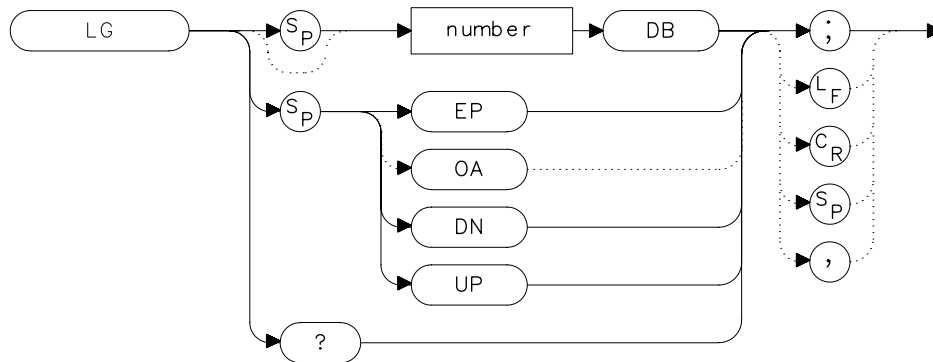 LG SP number DB ;
LF
SP EP
CR
OA
SP
DN
,
UP
?